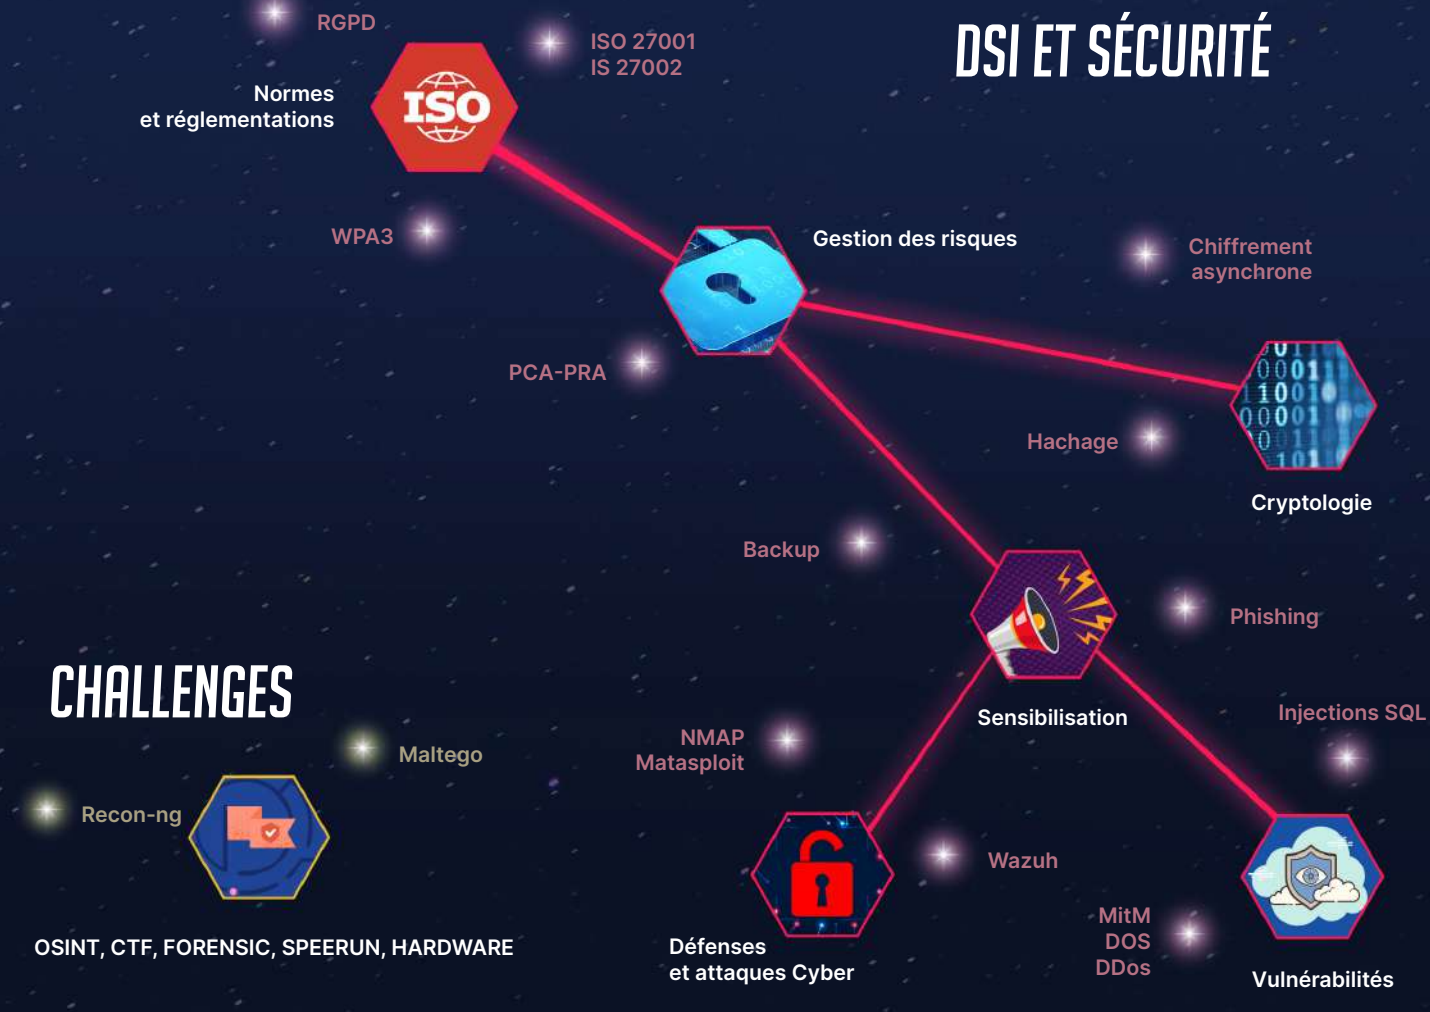 RGPD
ISO 27001
IS 27002
DSI ET SÉCURITÉ
Normes
et réglementations
ISO
WPA3
Gestion des risques
Chiffrement
asynchrone
PCA-PRA
Hachage
Cryptologie
Backup
Phishing
Sensibilisation
Injections SQL
NMAP
Matasploit
Wazuh
Défenses
et attaques Cyber
MitM
DOS
DDos
Vulnérabilités
CHALLENGES
Maltego
Recon-ng
OSINT, CTF, FORENSIC, SPEERUN, HARDWARE